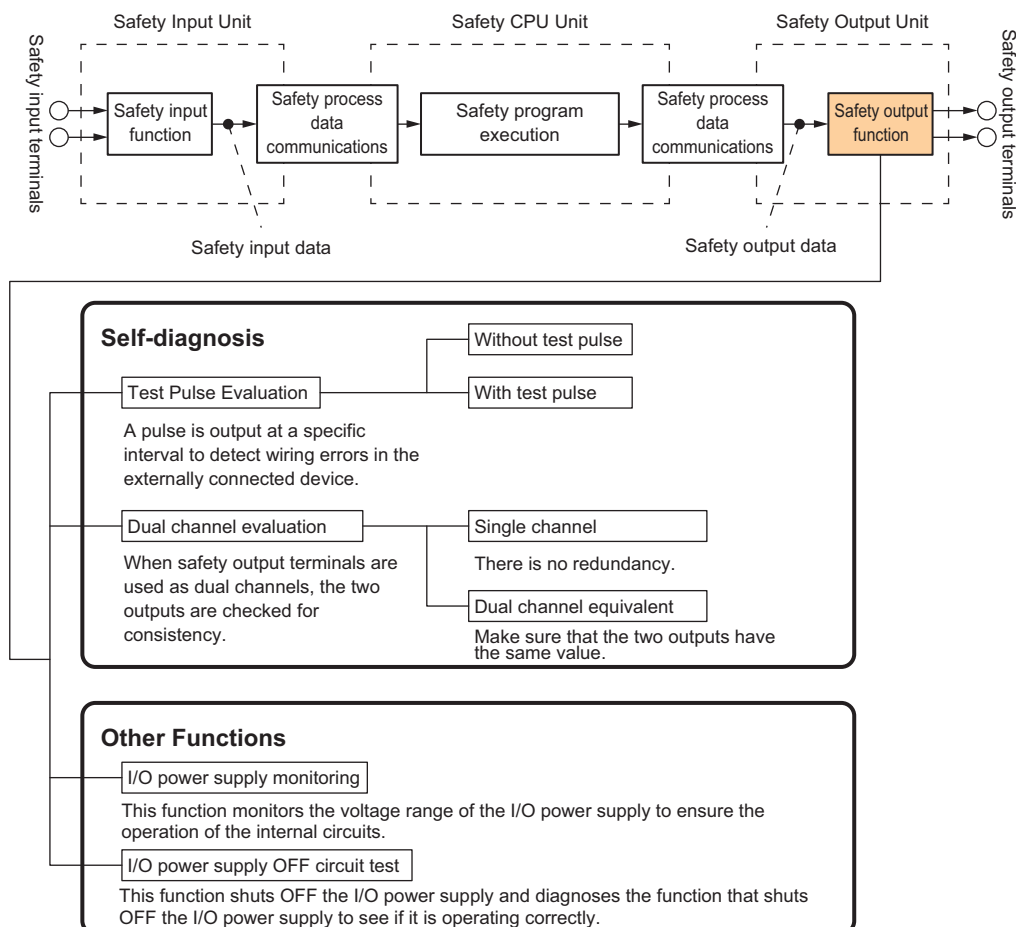 Safety Input Unit
Safety CPU Unit
Safety Output Unit
Safety input terminals
Safety input
function
Safety process
data
communications
Safety program
execution
Safety process
data
communications
Safety output
function
Safety output terminals
Safety input data
Safety output data
Self-diagnosis
Without test pulse
Test Pulse Evaluation
With test pulse
A pulse is output at a specific
interval to detect wiring errors in the
externally connected device.
Dual channel evaluation
Single channel
When safety output terminals are
used as dual channels, the two
outputs are checked for
consistency.
There is no redundancy.
Dual channel equivalent
Make sure that the two outputs have
the same value.
Other Functions
I/O power supply monitoring
This function monitors the voltage range of the I/O power supply to ensure the
operation of the internal circuits.
I/O power supply OFF circuit test
This function shuts OFF the I/O power supply and diagnoses the function that shuts
OFF the I/O power supply to see if it is operating correctly.